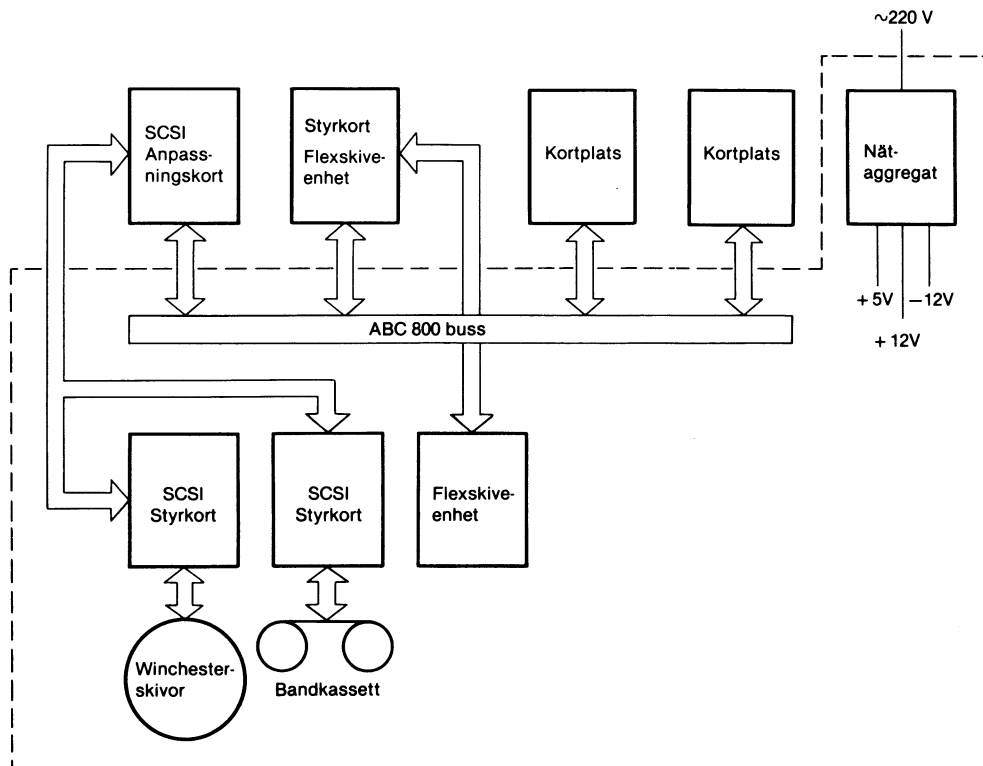 ~220 V
SCSI
Anpass-
ningskort
Styrkort
Flexskive-
enhet
Kortplats
Kortplats
Nät-
aggregat
+ 5V
–12V
+ 12V
ABC 800 buss
SCSI
Styrkort
SCSI
Styrkort
Flexskive-
enhet
Winchester-
skivor
Bandkassett